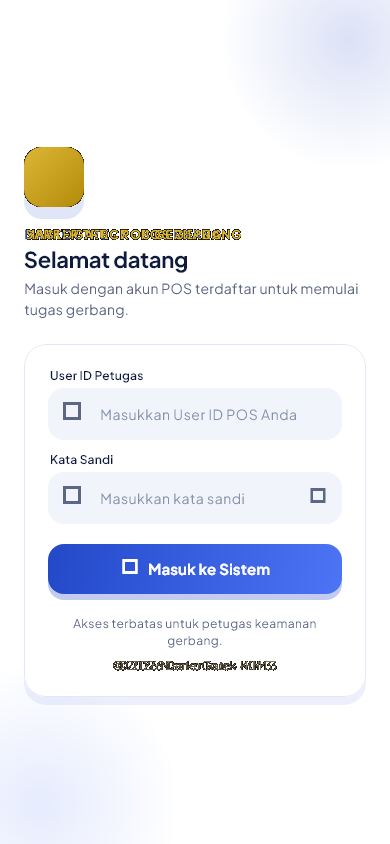 Selamat datang
Masuk dengan akun POS terdaftar untuk memulai
tugas gerbang.
User ID Petugas
Masukkan User ID POS Anda
Kata Sandi
Masukkan kata sandi
Masuk ke Sistem
Akses terbatas untuk petugas keamanan
gerbang.